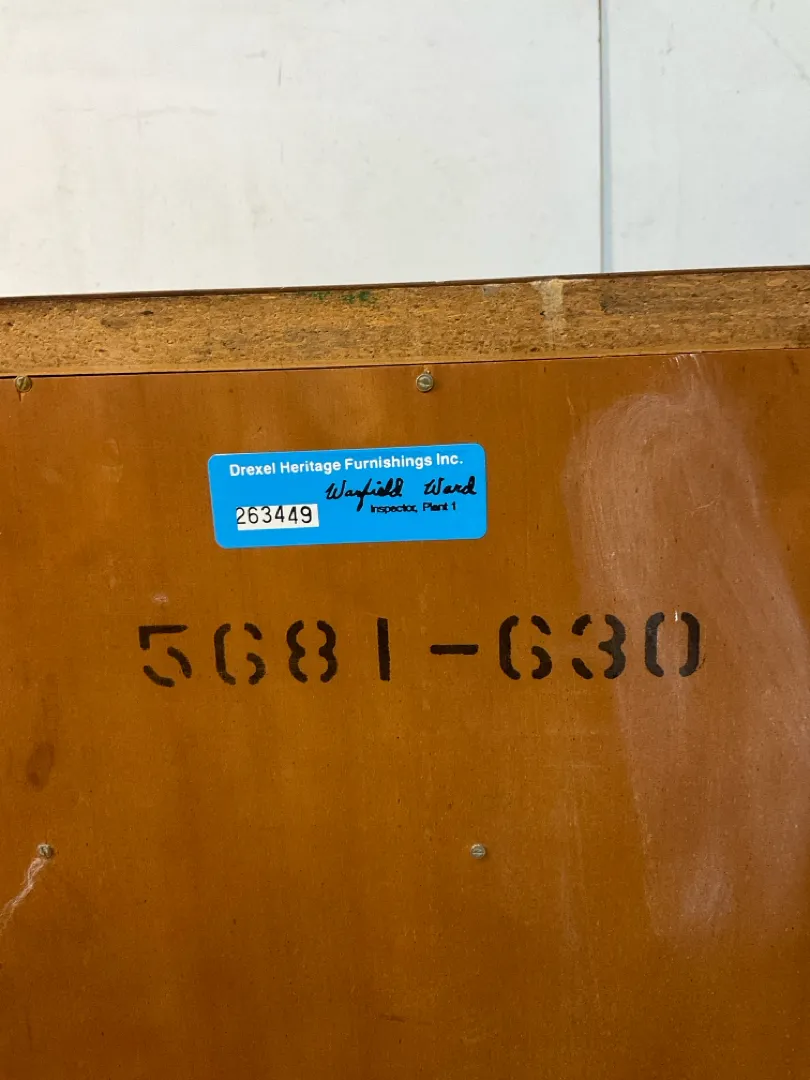 Drexel Heritage Furnishings Inc.
Warfield Ward
263449
Inspector, Plant 1
5681-630